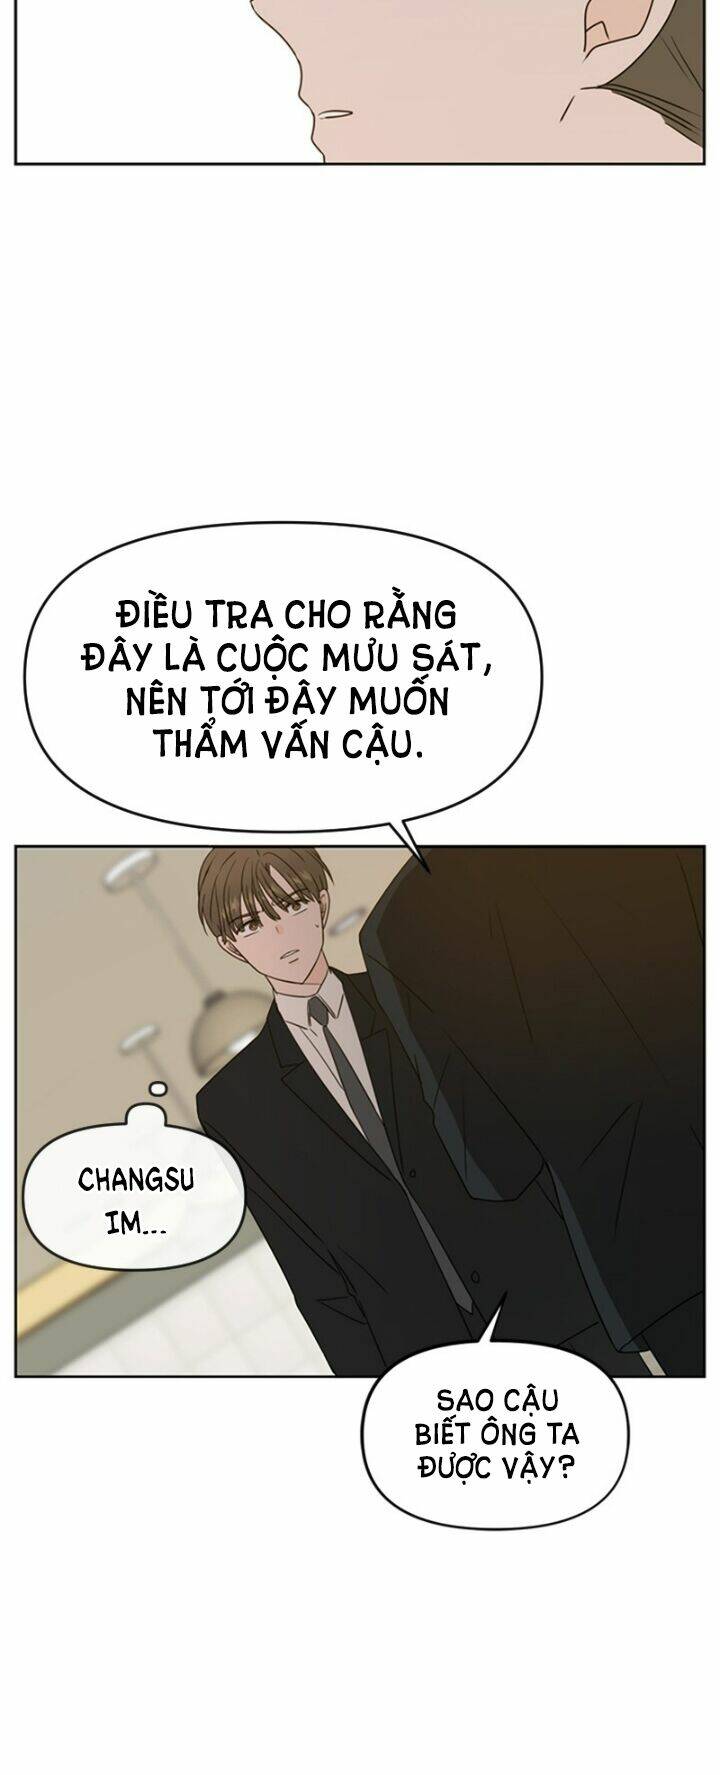 ĐIỀU TRA CHO RẰNG
ĐÂY LÀ CUỘC MƯU SÁT,
NÊN TỚI ĐÂY MUỐN
THẨM VẤN CẬU.
CHANGSU
IM...
SAO CẬU
BIẾT ÔNG TA
ĐƯỢC VẬY?